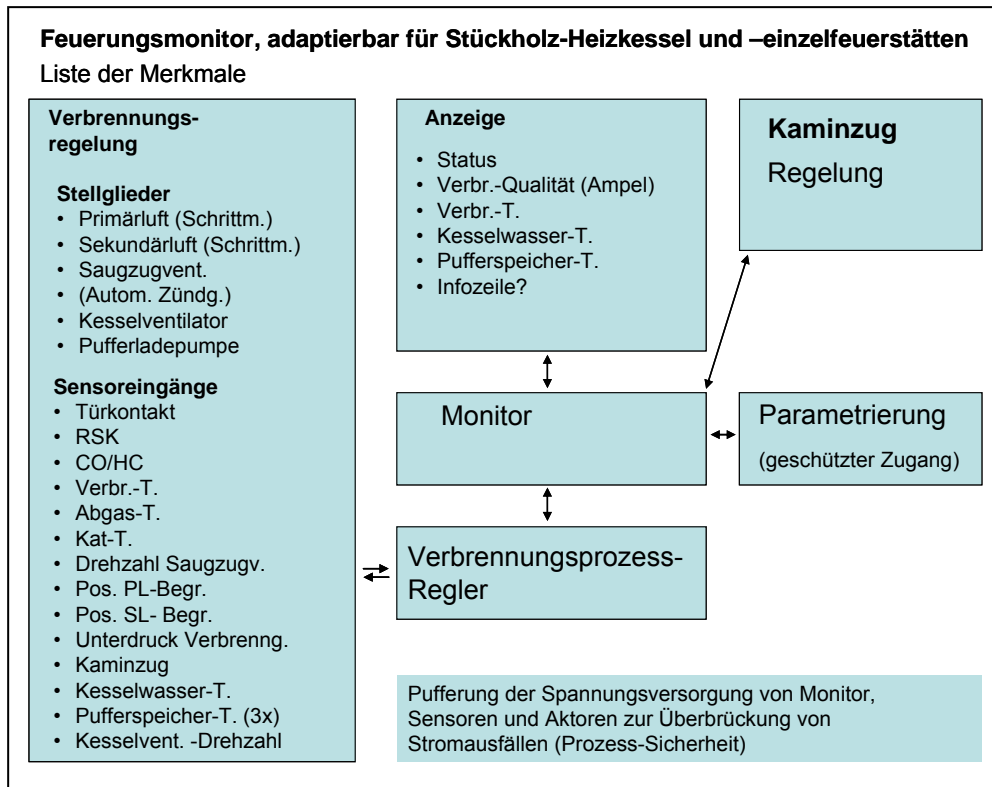 Feuerungsmonitor, adaptierbar für Stückholz-Heizkessel und –einzelfeuerstätten
Liste der Merkmale
Verbrennungs-
regelung
Stellglieder
• Primärluft (Schrittm.)
• Sekundärluft (Schrittm.)
• Saugzugvent.
• (Autom. Zündg.)
• Kesselventilator
• Pufferladepumpe
Sensoreingänge
• Türkontakt
• RSK
• CO/HC
• Verbr.-T.
• Abgas-T.
• Kat-T.
• Drehzahl Saugzugv.
• Pos. PL-Begr.
• Pos. SL- Begr.
• Unterdruck Verbrenng.
• Kaminzug
• Kesselwasser-T.
• Pufferspeicher-T. (3x)
• Kesselvent. -Drehzahl
Anzeige
• Status
• Verbr.-Qualität (Ampel)
• Verbr.-T.
• Kesselwasser-T.
• Pufferspeicher-T.
• Infozeile?
Kaminzug
Regelung
Monitor
Parametrierung
(geschützter Zugang)
Verbrennungsprozess-
Regler
Pufferung der Spannungsversorgung von Monitor,
Sensoren und Aktoren zur Überbrückung von
Stromausfällen (Prozess-Sicherheit)